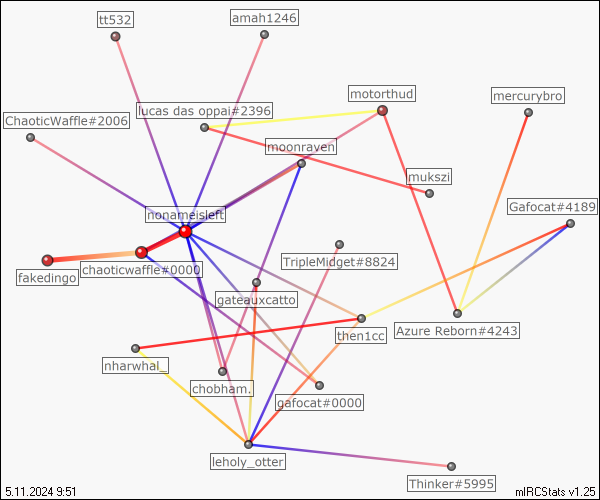 tt532
amah1246
motorthud
mercurybro
lucas das oppai#2396
ChaoticWaffle#2006
moonraven
mukszi
Gafocat#4189
nonameisleft
TripleMidget#8824
chaoticwaffle#0000
fakedingo
gateauxcatto
Azure Reborn#4243
then1cc
nharwhal_
chobham.
gafocat#0000
leholy_otter
Thinker#5995
5.11.2024 9:51
mIRCStats v1.25